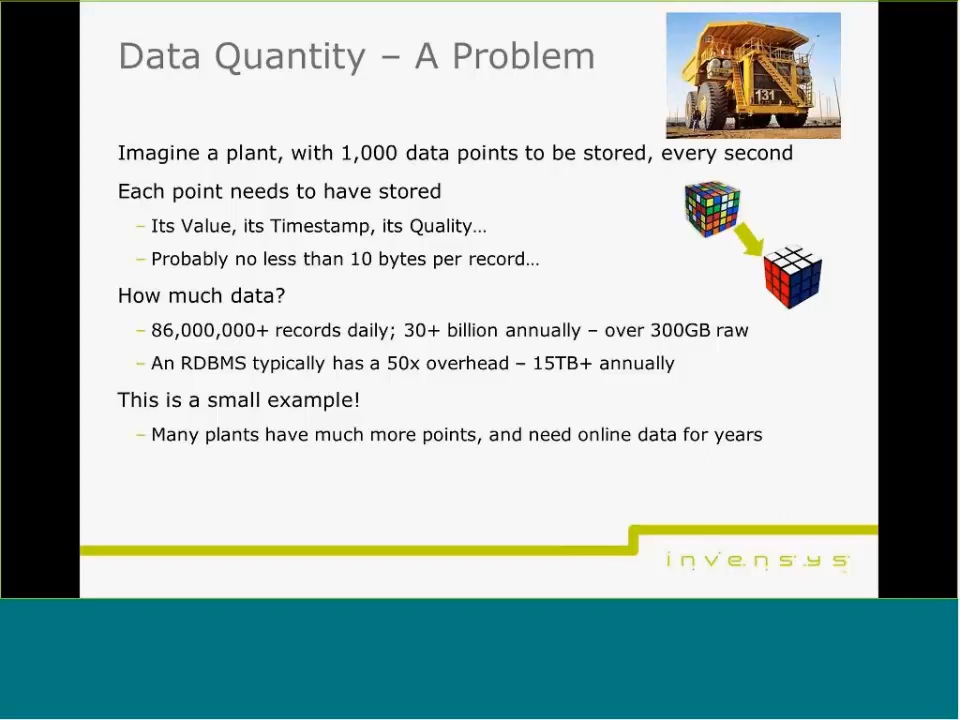 Data Quantity – A Problem
131
Imagine a plant, with 1,000 data points to be stored, every second
Each point needs to have stored
– Its Value, its Timestamp, its Quality…
– Probably no less than 10 bytes per record…
How much data?
– 86,000,000+ records daily; 30+ billion annually – over 300GB raw
– An RDBMS typically has a 50x overhead – 15TB+ annually
This is a small example!
– Many plants have much more points, and need online data for years
invensys